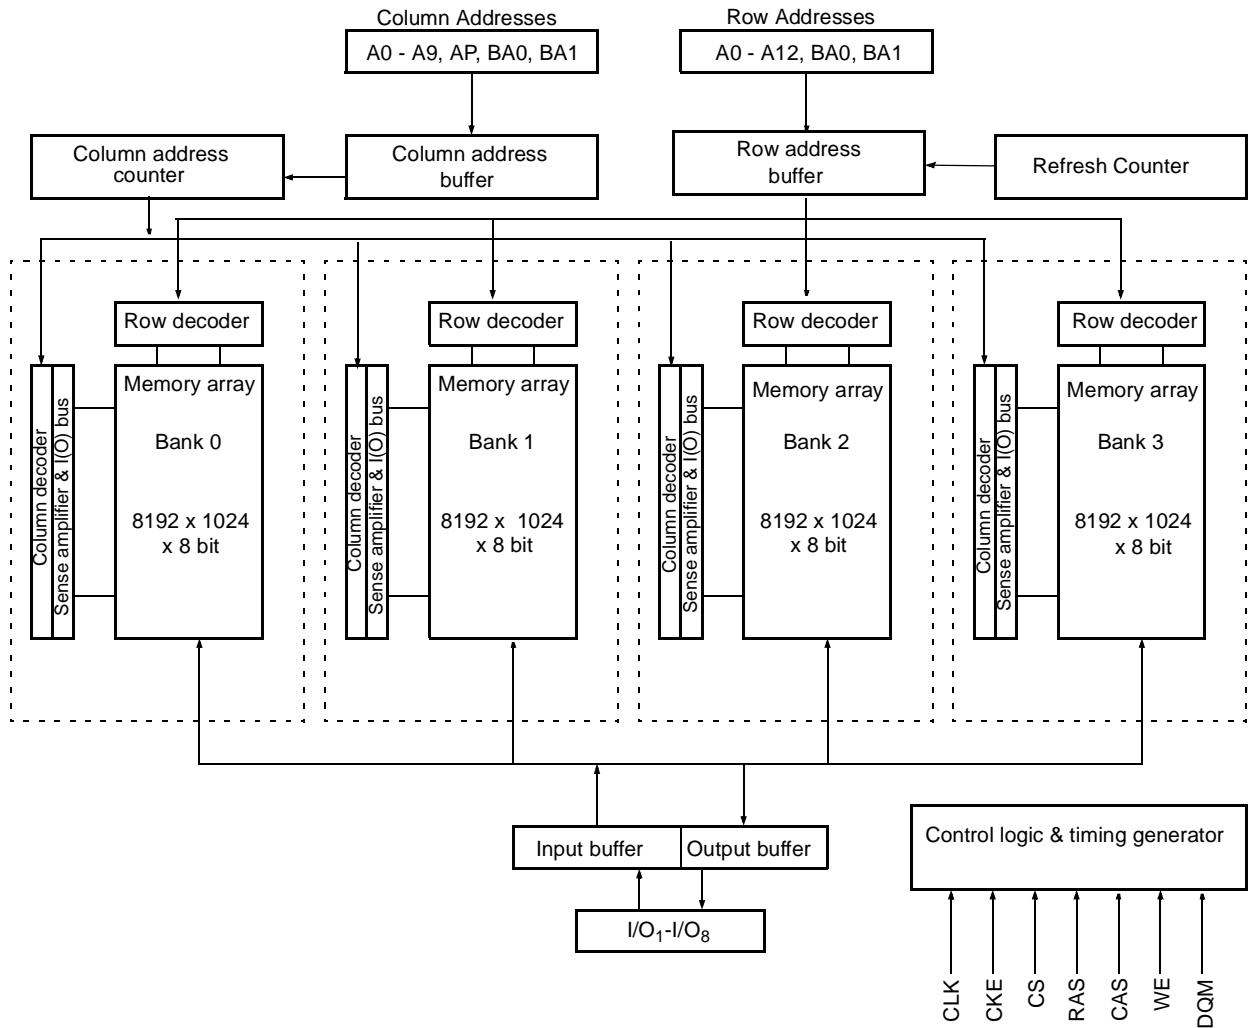 Column Addresses
Row Addresses
A0 - A9, AP, BA0, BA1
A0 - A12, BA0, BA1
Column address
counter
Column address
buffer
Row address
buffer
Refresh Counter
Row decoder
Row decoder
Row decoder
Row decoder
Column decoder
Sense amplifier & I(O) bus
Memory array
Bank 0
8192 x 1024
x 8 bit
Column decoder
Sense amplifier & I(O) bus
Memory array
Bank 1
8192 x  1024
x 8 bit
Column decoder
Sense amplifier & I(O) bus
Memory array
Bank 2
8192 x 1024
x 8 bit
Column decoder
Sense amplifier & I(O) bus
Memory array
Bank 3
8192 x 1024
x 8 bit
Input buffer
Output buffer
I/O₁-I/O₈
Control logic & timing generator
CLK
CKE
CS
RAS
CAS
WE
DQM